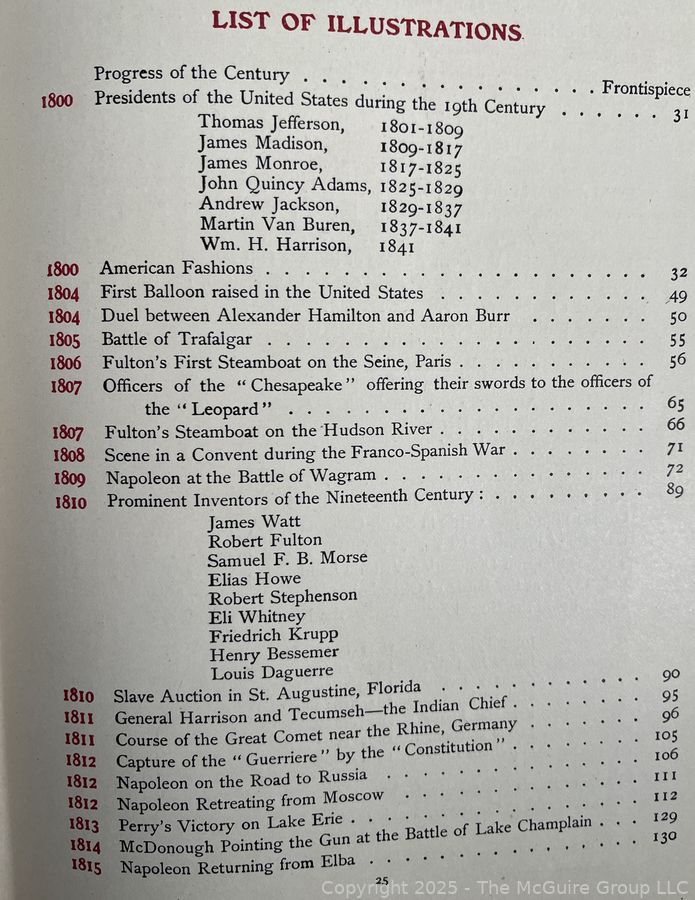 LIST OF ILLUSTRATIONS
Progress of the Century . . . . . . . . . . . . . . . Frontispiece
1800 Presidents of the United States during the 19th Century . . . . . . 31
Thomas Jefferson, 1801-1809
James Madison, 1809-1817
James Monroe, 1817-1825
John Quincy Adams, 1825-1829
Andrew Jackson, 1829-1837
Martin Van Buren, 1837-1841
Wm. H. Harrison, 1841
1800 American Fashions . . . . . . . . . . . . . . . . . . . . 32
1804 First Balloon raised in the United States . . . . . . . . . . . 49
1804 Duel between Alexander Hamilton and Aaron Burr . . . . . . . 50
1805 Battle of Trafalgar . . . . . . . . . . . . . . . . . . . . 55
1806 Fulton's First Steamboat on the Seine, Paris . . . . . . . . . . 56
1807 Officers of the "Chesapeake" offering their swords to the officers of
the "Leopard" . . . . . . . . . . . . . . . . . . . 65
1807 Fulton's Steamboat on the Hudson River . . . . . . . . . . . 66
1808 Scene in a Convent during the Franco-Spanish War . . . . . . . 71
1809 Napoleon at the Battle of Wagram . . . . . . . . . . . . . . 72
1810 Prominent Inventors of the Nineteenth Century : . . . . . . . . . 89
James Watt
Robert Fulton
Samuel F. B. Morse
Elias Howe
Robert Stephenson
Eli Whitney
Friedrich Krupp
Henry Bessemer
Louis Daguerre
1810 Slave Auction in St. Augustine, Florida . . . . . . . . . . . 90
1811 General Harrison and Tecumseh—the Indian Chief . . . . . . . . 95
1811 Course of the Great Comet near the Rhine, Germany . . . . . . . 96
1812 Capture of the "Guerriere" by the "Constitution" . . . . . . . . 105
1812 Napoleon on the Road to Russia . . . . . . . . . . . . . . 106
1812 Napoleon Retreating from Moscow . . . . . . . . . . . . . 111
1813 Perry's Victory on Lake Erie . . . . . . . . . . . . . . . 112
1814 McDonough Pointing the Gun at the Battle of Lake Champlain . . . 129
1815 Napoleon Returning from Elba . . . . . . . . . . . . . . 130
25
Copyright 2025 - The McGuire Group LLC